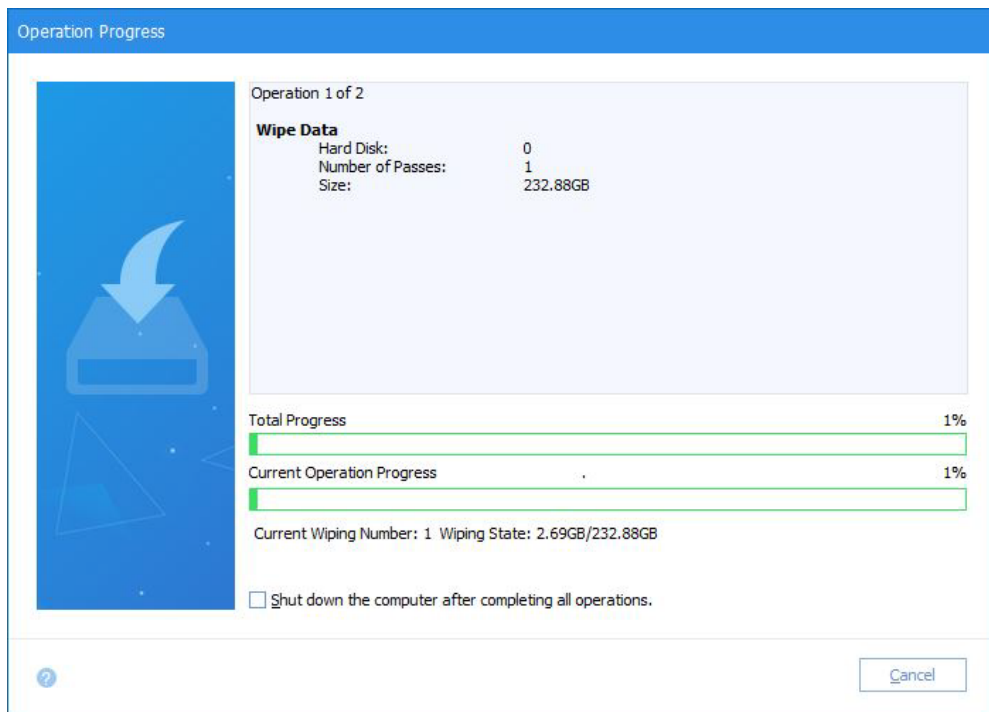 Operation Progress
Operation 1 of 2
Wipe Data
Hard Disk: 0
Number of Passes: 1
Size: 232.88GB
Total Progress 1%
Current Operation Progress . 1%
Current Wiping Number: 1 Wiping State: 2.69GB/232.88GB
Shut down the computer after completing all operations.
?
Cancel